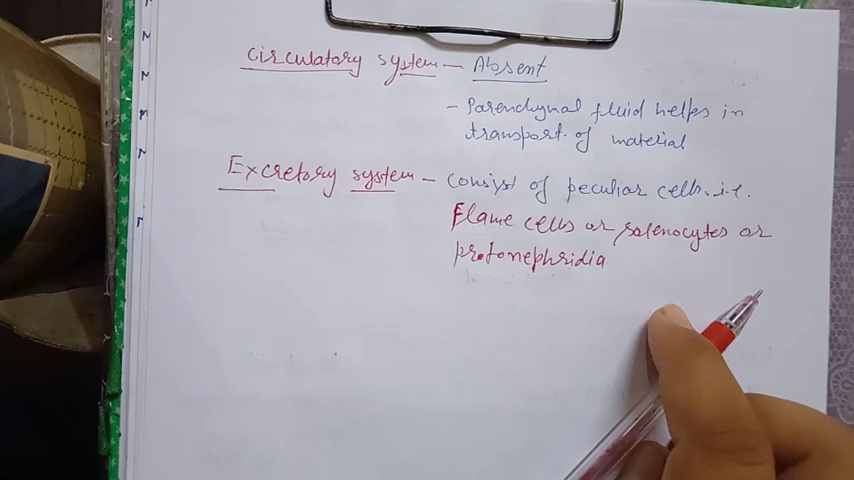 Circulatory system - Absent
- Parenchymal fluid helps in
transport of material
Excretory system - consist of peculiar cells. i.e.
Flame cells or solenocytes or
protonephridia